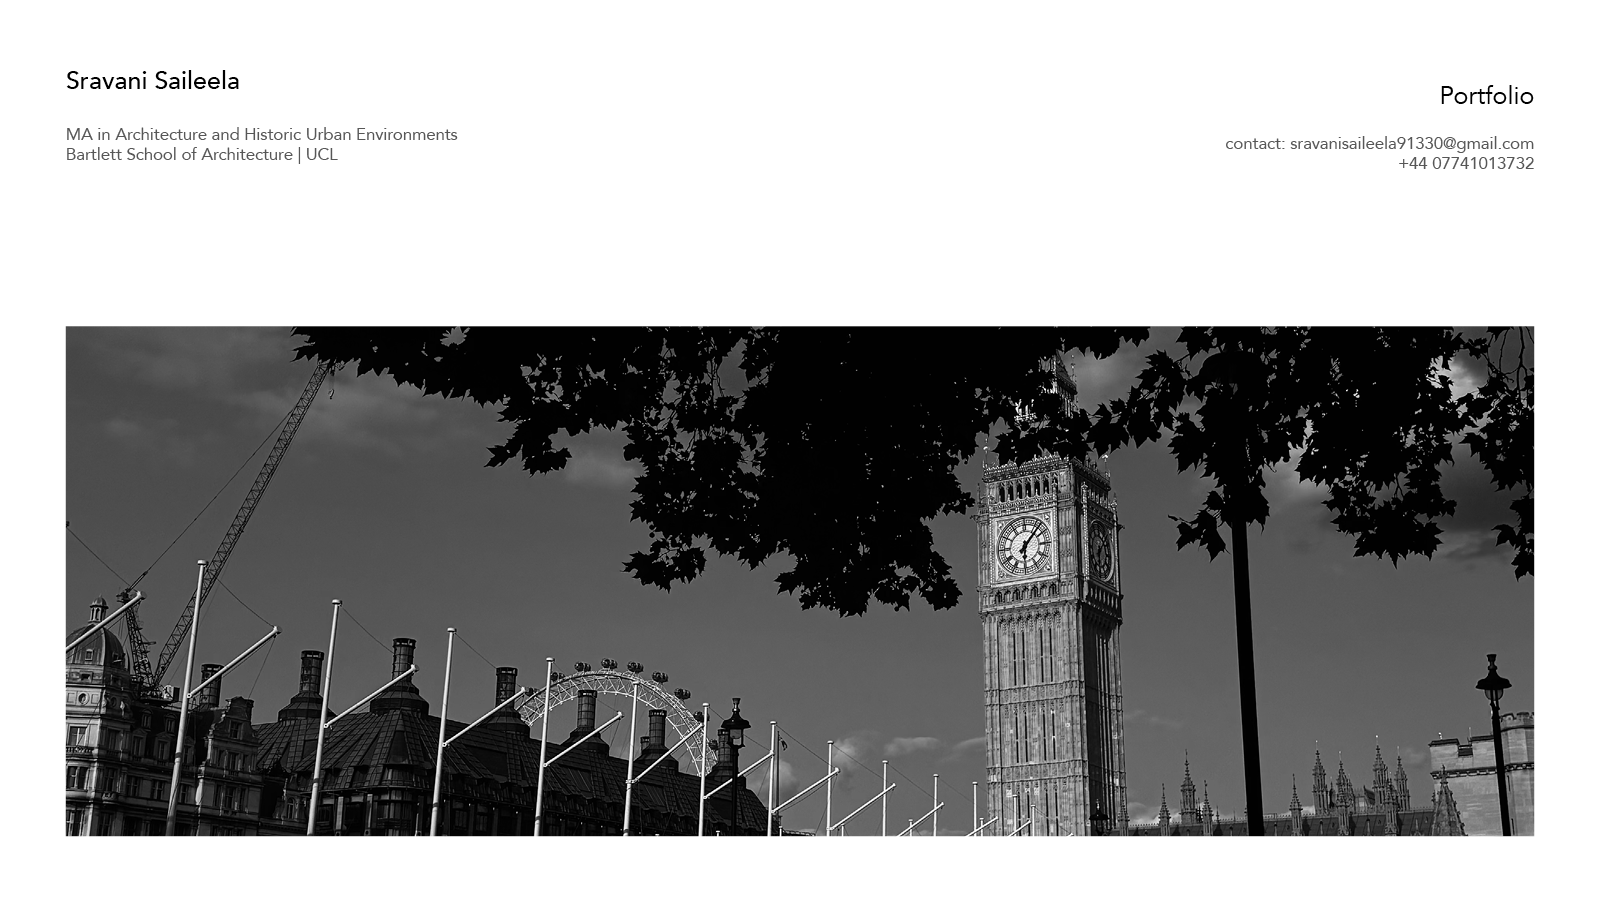 Sravani Saileela
MA in Architecture and Historic Urban Environments
Bartlett School of Architecture | UCL
Portfolio
contact: sravanisaileela91330@gmail.com
+44 07741013732